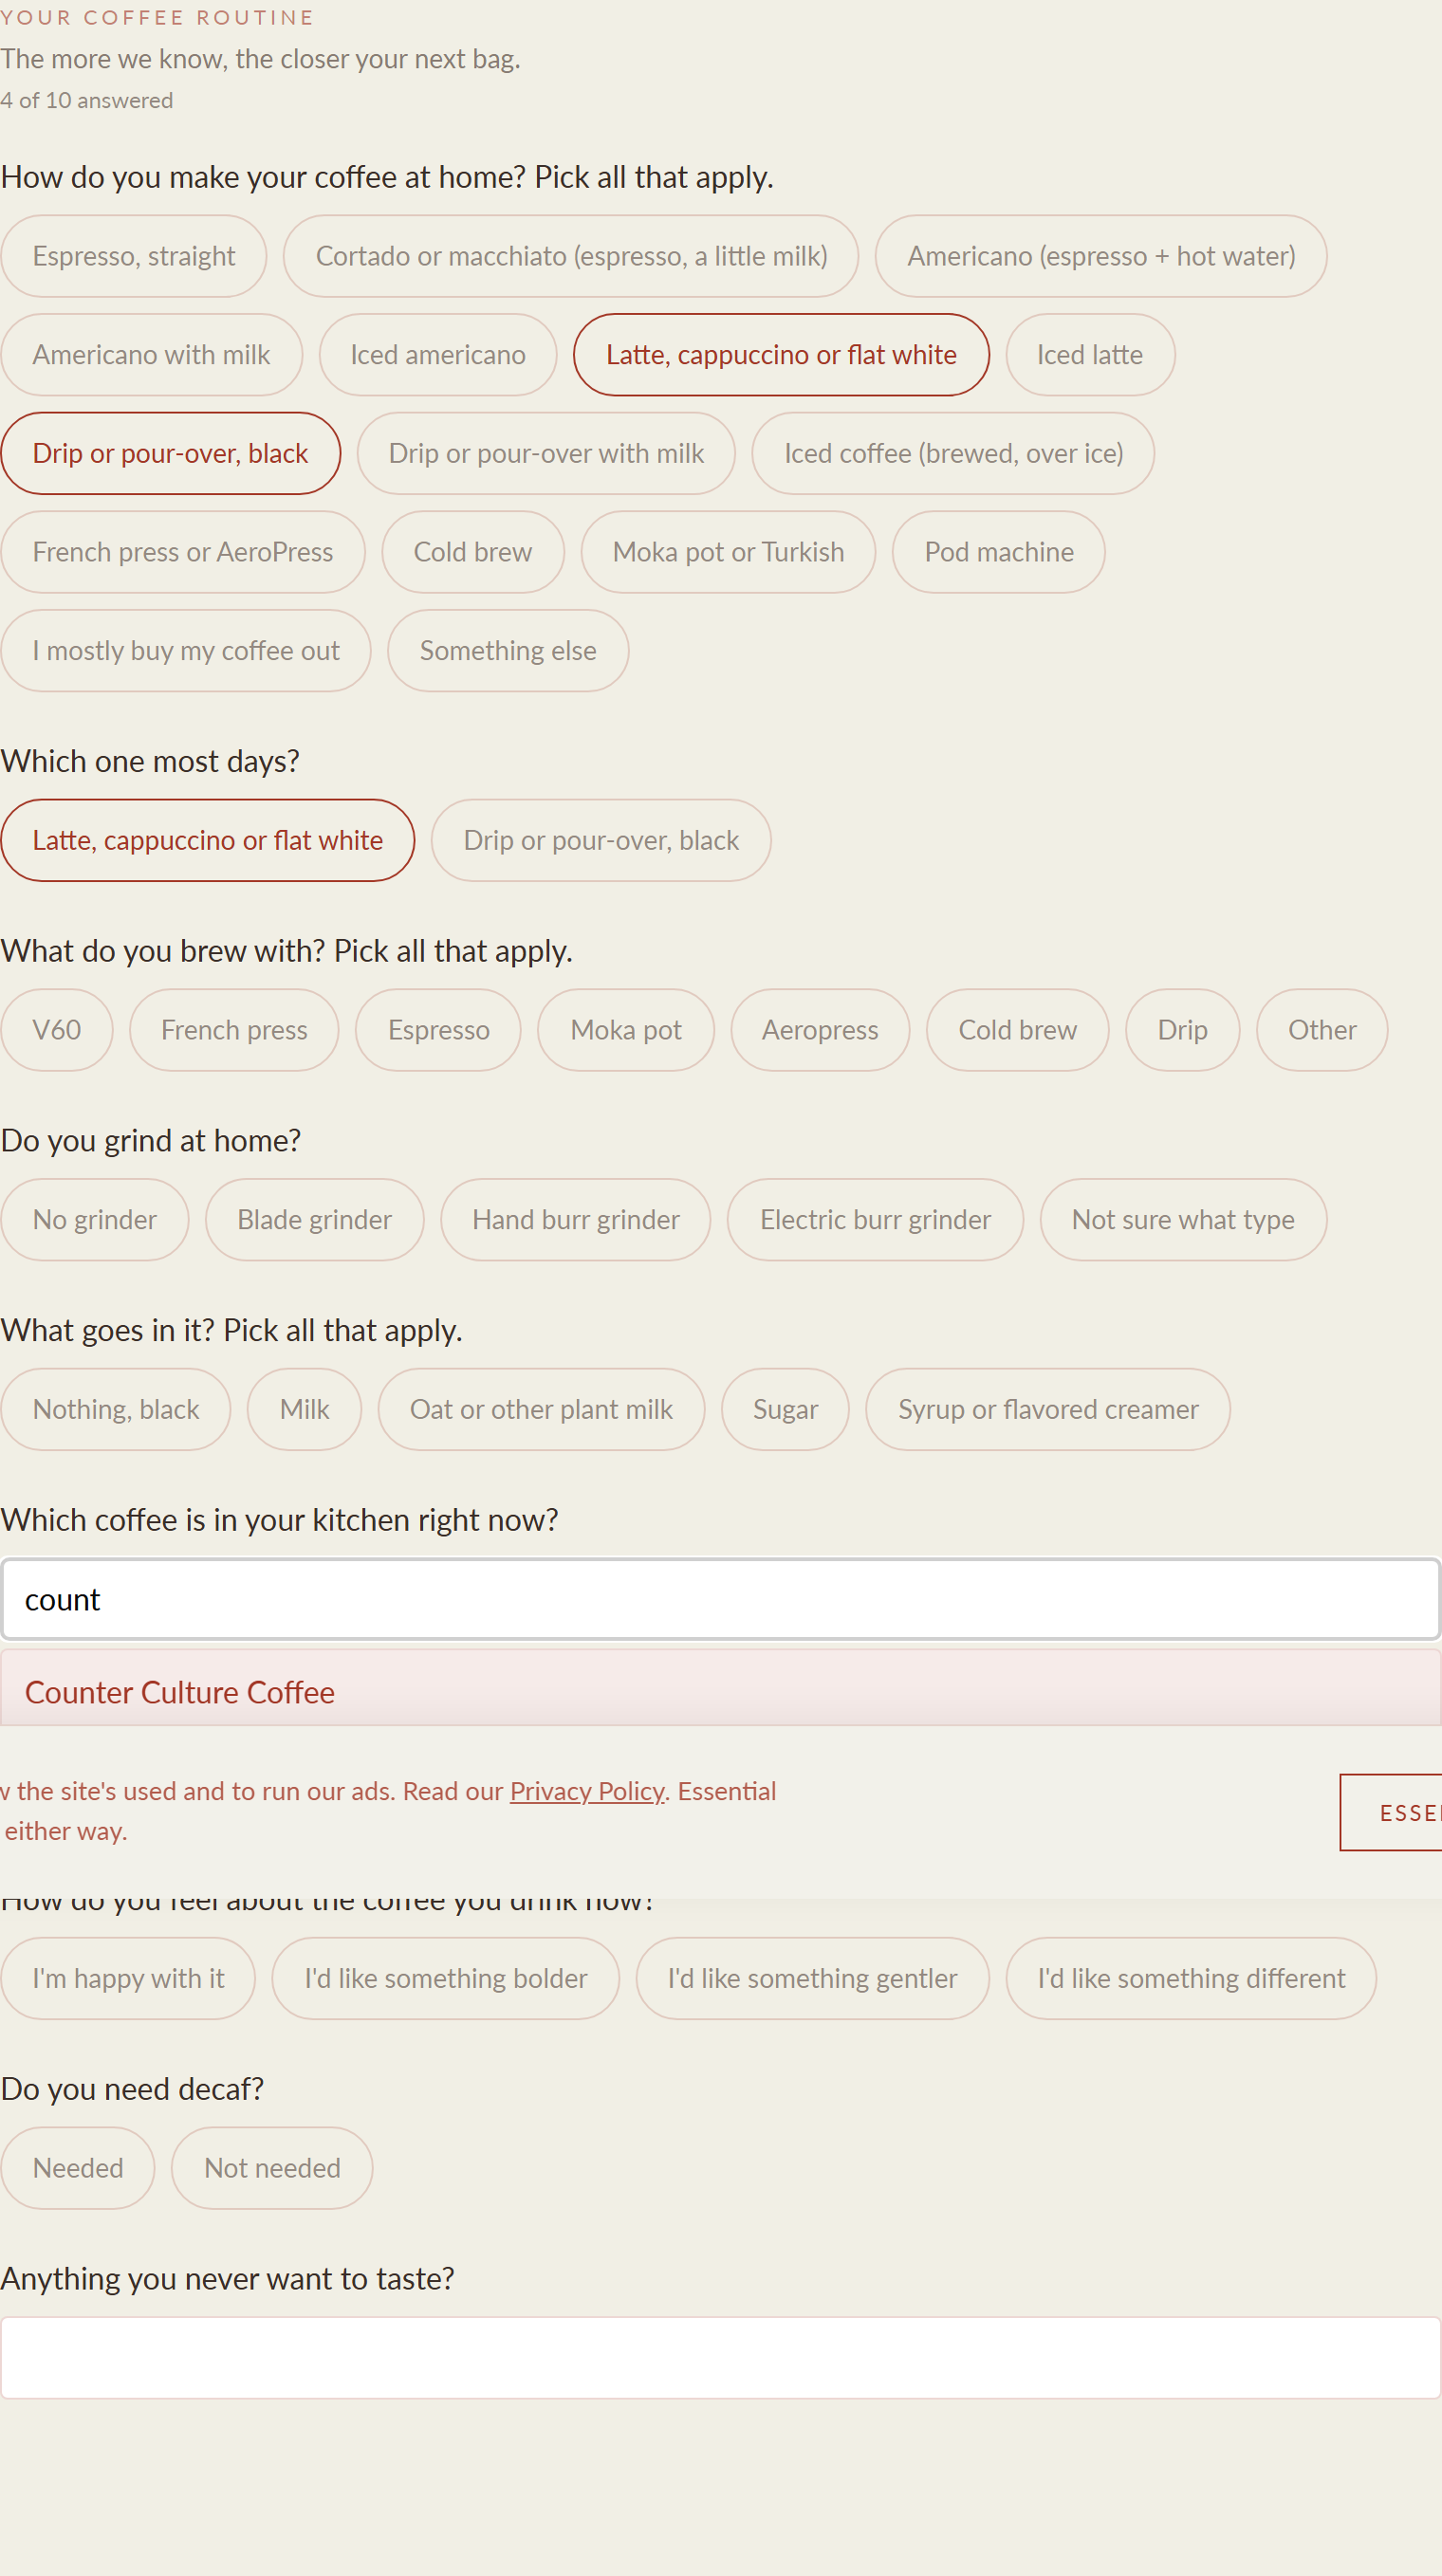 YOUR COFFEE ROUTINE
The more we know, the closer your next bag.
4 of 10 answered
How do you make your coffee at home? Pick all that apply.
Espresso, straight
Cortado or macchiato (espresso, a little milk)
Americano (espresso + hot water)
Americano with milk
Iced americano
Latte, cappuccino or flat white
Iced latte
Drip or pour-over, black
Drip or pour-over with milk
Iced coffee (brewed, over ice)
French press or AeroPress
Cold brew
Moka pot or Turkish
Pod machine
I mostly buy my coffee out
Something else
Which one most days?
Latte, cappuccino or flat white
Drip or pour-over, black
What do you brew with? Pick all that apply.
V60
French press
Espresso
Moka pot
Aeropress
Cold brew
Drip
Other
Do you grind at home?
No grinder
Blade grinder
Hand burr grinder
Electric burr grinder
Not sure what type
What goes in it? Pick all that apply.
Nothing, black
Milk
Oat or other plant milk
Sugar
Syrup or flavored creamer
Which coffee is in your kitchen right now?
count
Counter Culture Coffee
the site's used and to run our ads. Read our Privacy Policy. Essential
either way.
How do you feel about the coffee you drink now?
I'm happy with it
I'd like something bolder
I'd like something gentler
I'd like something different
Do you need decaf?
Needed
Not needed
Anything you never want to taste?